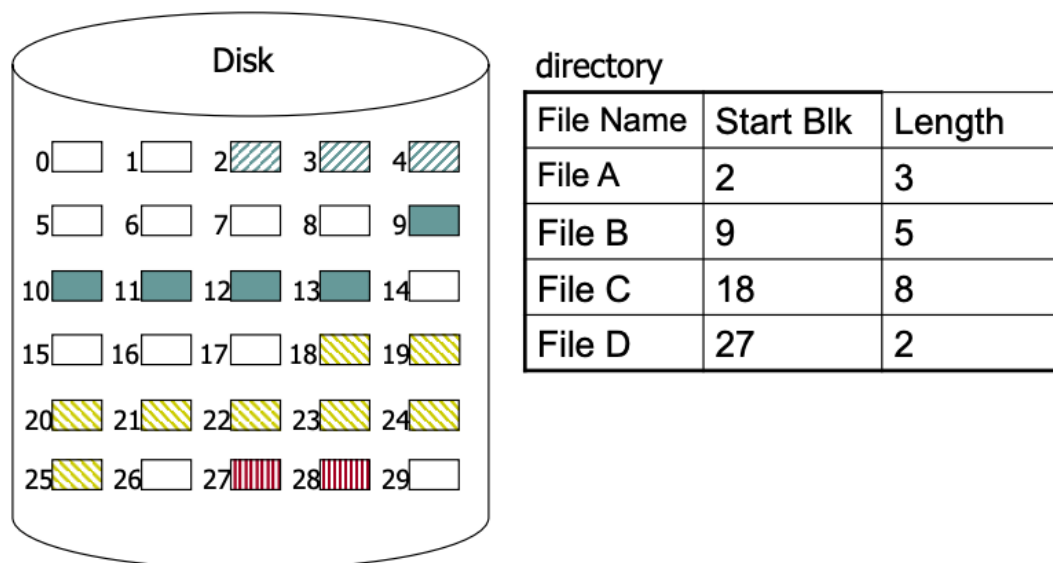 Disk
0 1 2 3 4
5 6 7 8 9
10 11 12 13 14
15 16 17 18 19
20 21 22 23 24
25 26 27 28 29
directory
File Name Start Blk Length
File A 2 3
File B 9 5
File C 18 8
File D 27 2